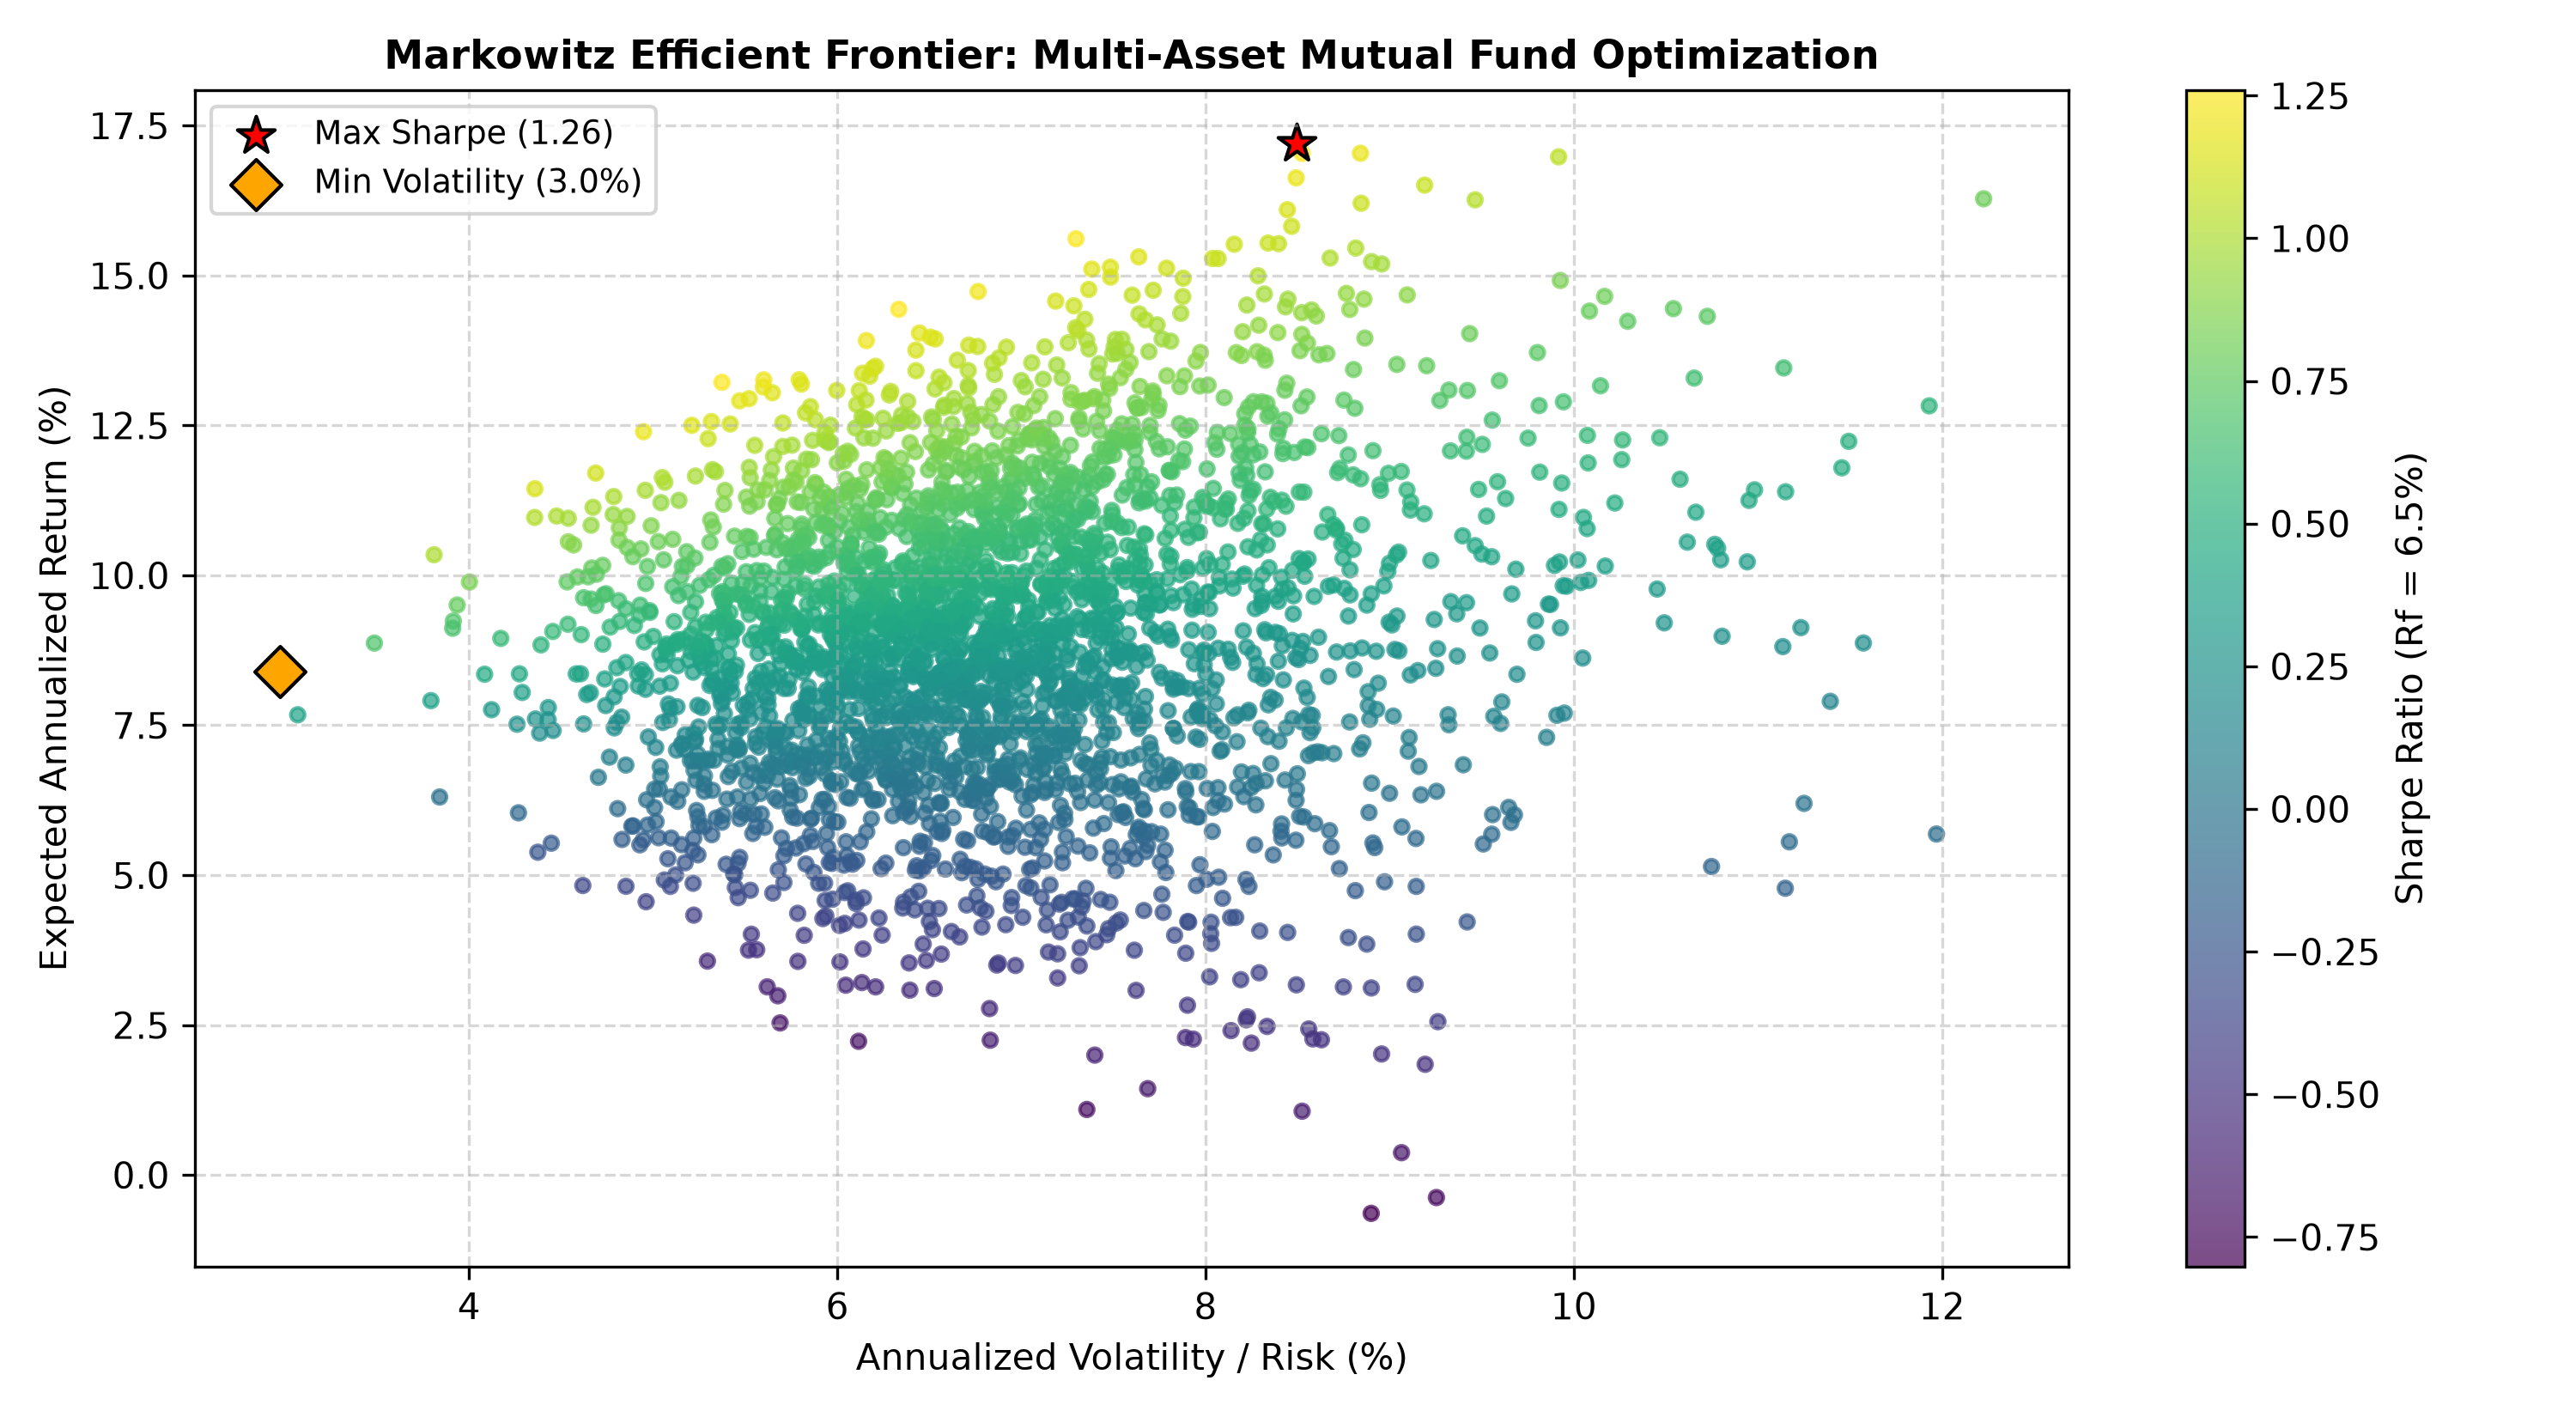 Markowitz Efficient Frontier: Multi-Asset Mutual Fund Optimization
Max Sharpe (1.26)
Min Volatility (3.0%)
Expected Annualized Return (%)
17.5
15.0
12.5
10.0
7.5
5.0
2.5
0.0
4 6 8 10 12
Annualized Volatility / Risk (%)
1.25
1.00
0.75
0.50
0.25
0.00
−0.25
−0.50
−0.75
Sharpe Ratio (Rf = 6.5%)